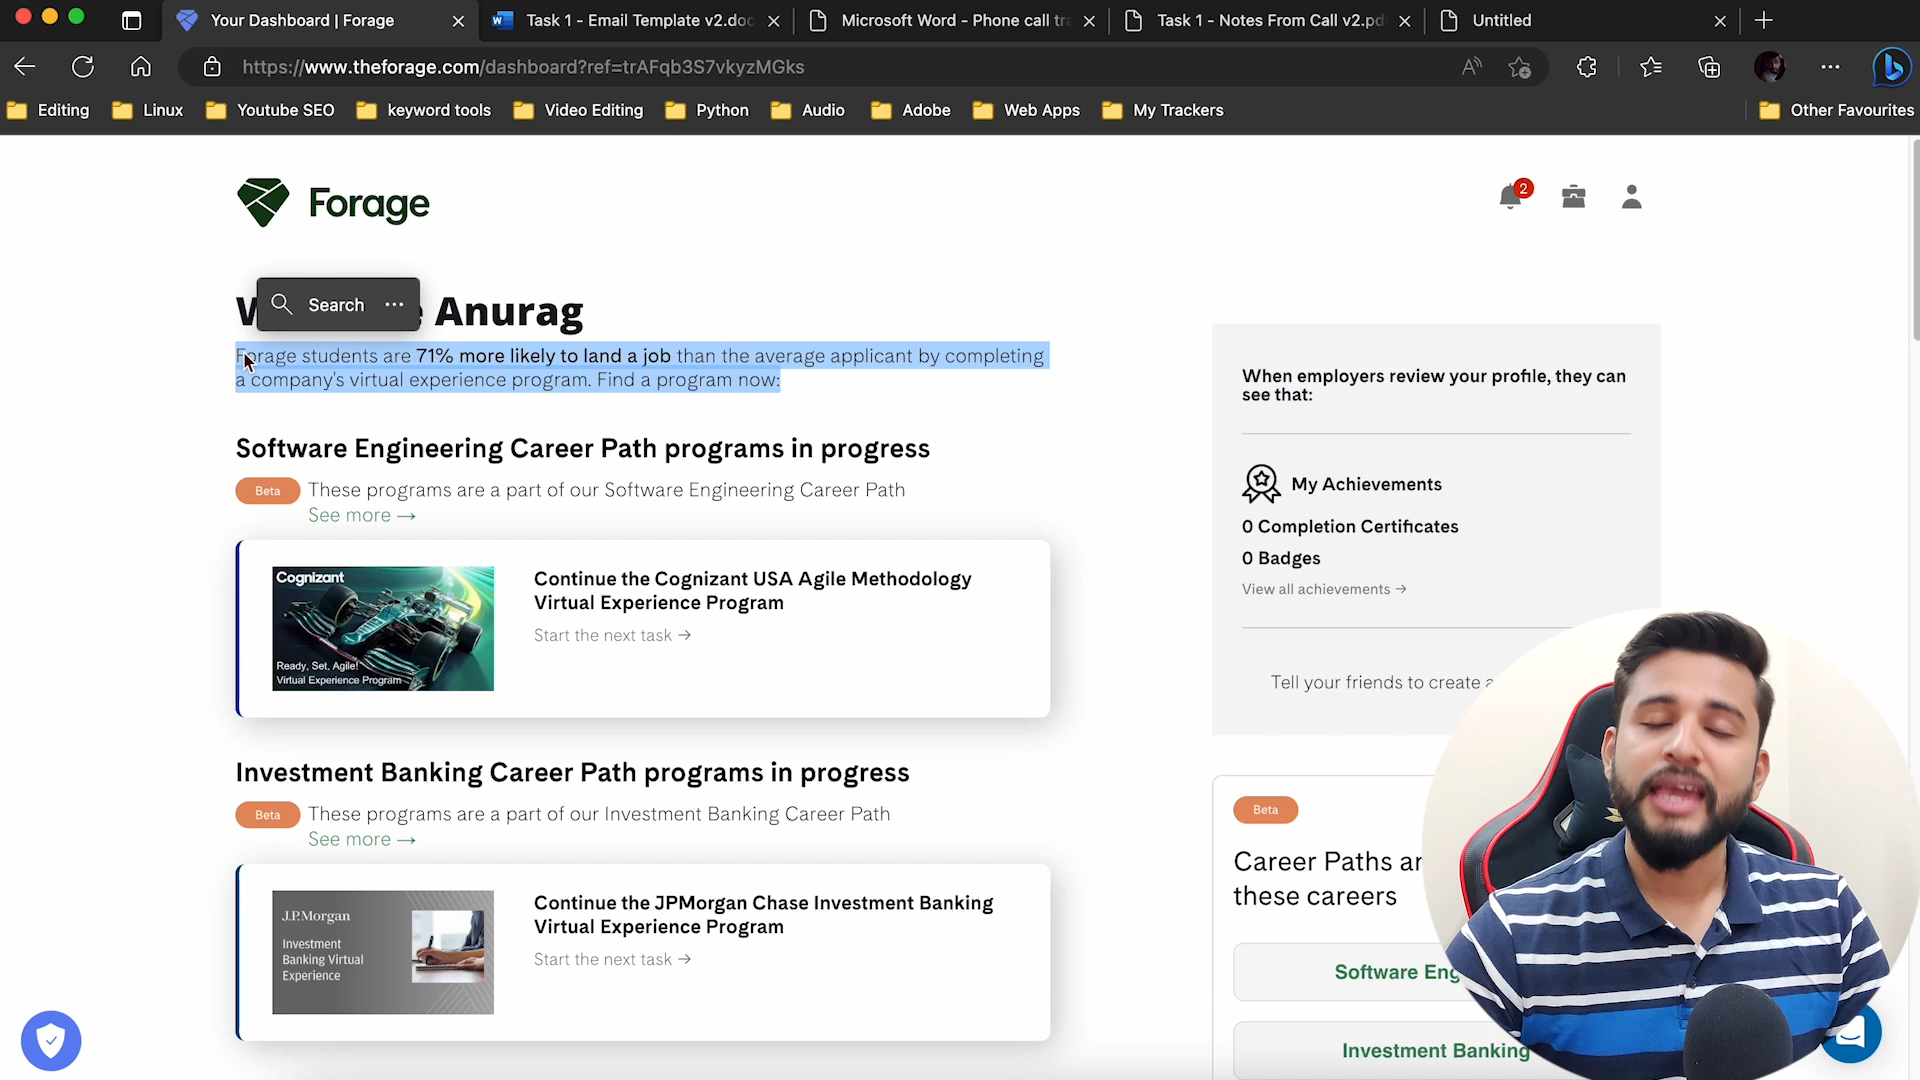 Your Dashboard | Forage
Task 1 - Email Template v2.doc
Microsoft Word - Phone call tra
Task 1 - Notes From Call v2.pd
Untitled
https://www.theforage.com/dashboard?ref=trAFqb3S7vkyzMGks
Editing
Linux
Youtube SEO
keyword tools
Video Editing
Python
Audio
Adobe
Web Apps
My Trackers
Other Favourites
Forage
2
Search
Anurag
Forage students are 71% more likely to land a job than the average applicant by completing
a company's virtual experience program. Find a program now:
Software Engineering Career Path programs in progress
Beta These programs are a part of our Software Engineering Career Path
See more →
Cognizant
Ready, Set, Agile!
Virtual Experience Program
Continue the Cognizant USA Agile Methodology
Virtual Experience Program
Start the next task →
Investment Banking Career Path programs in progress
Beta These programs are a part of our Investment Banking Career Path
See more →
J.P.Morgan
Investment
Banking Virtual
Experience
Continue the JPMorgan Chase Investment Banking
Virtual Experience Program
Start the next task →
When employers review your profile, they can
see that:
My Achievements
0 Completion Certificates
0 Badges
View all achievements →
Tell your friends to create a
Beta
Career Paths ar
these careers
Software Eng
Investment Banking